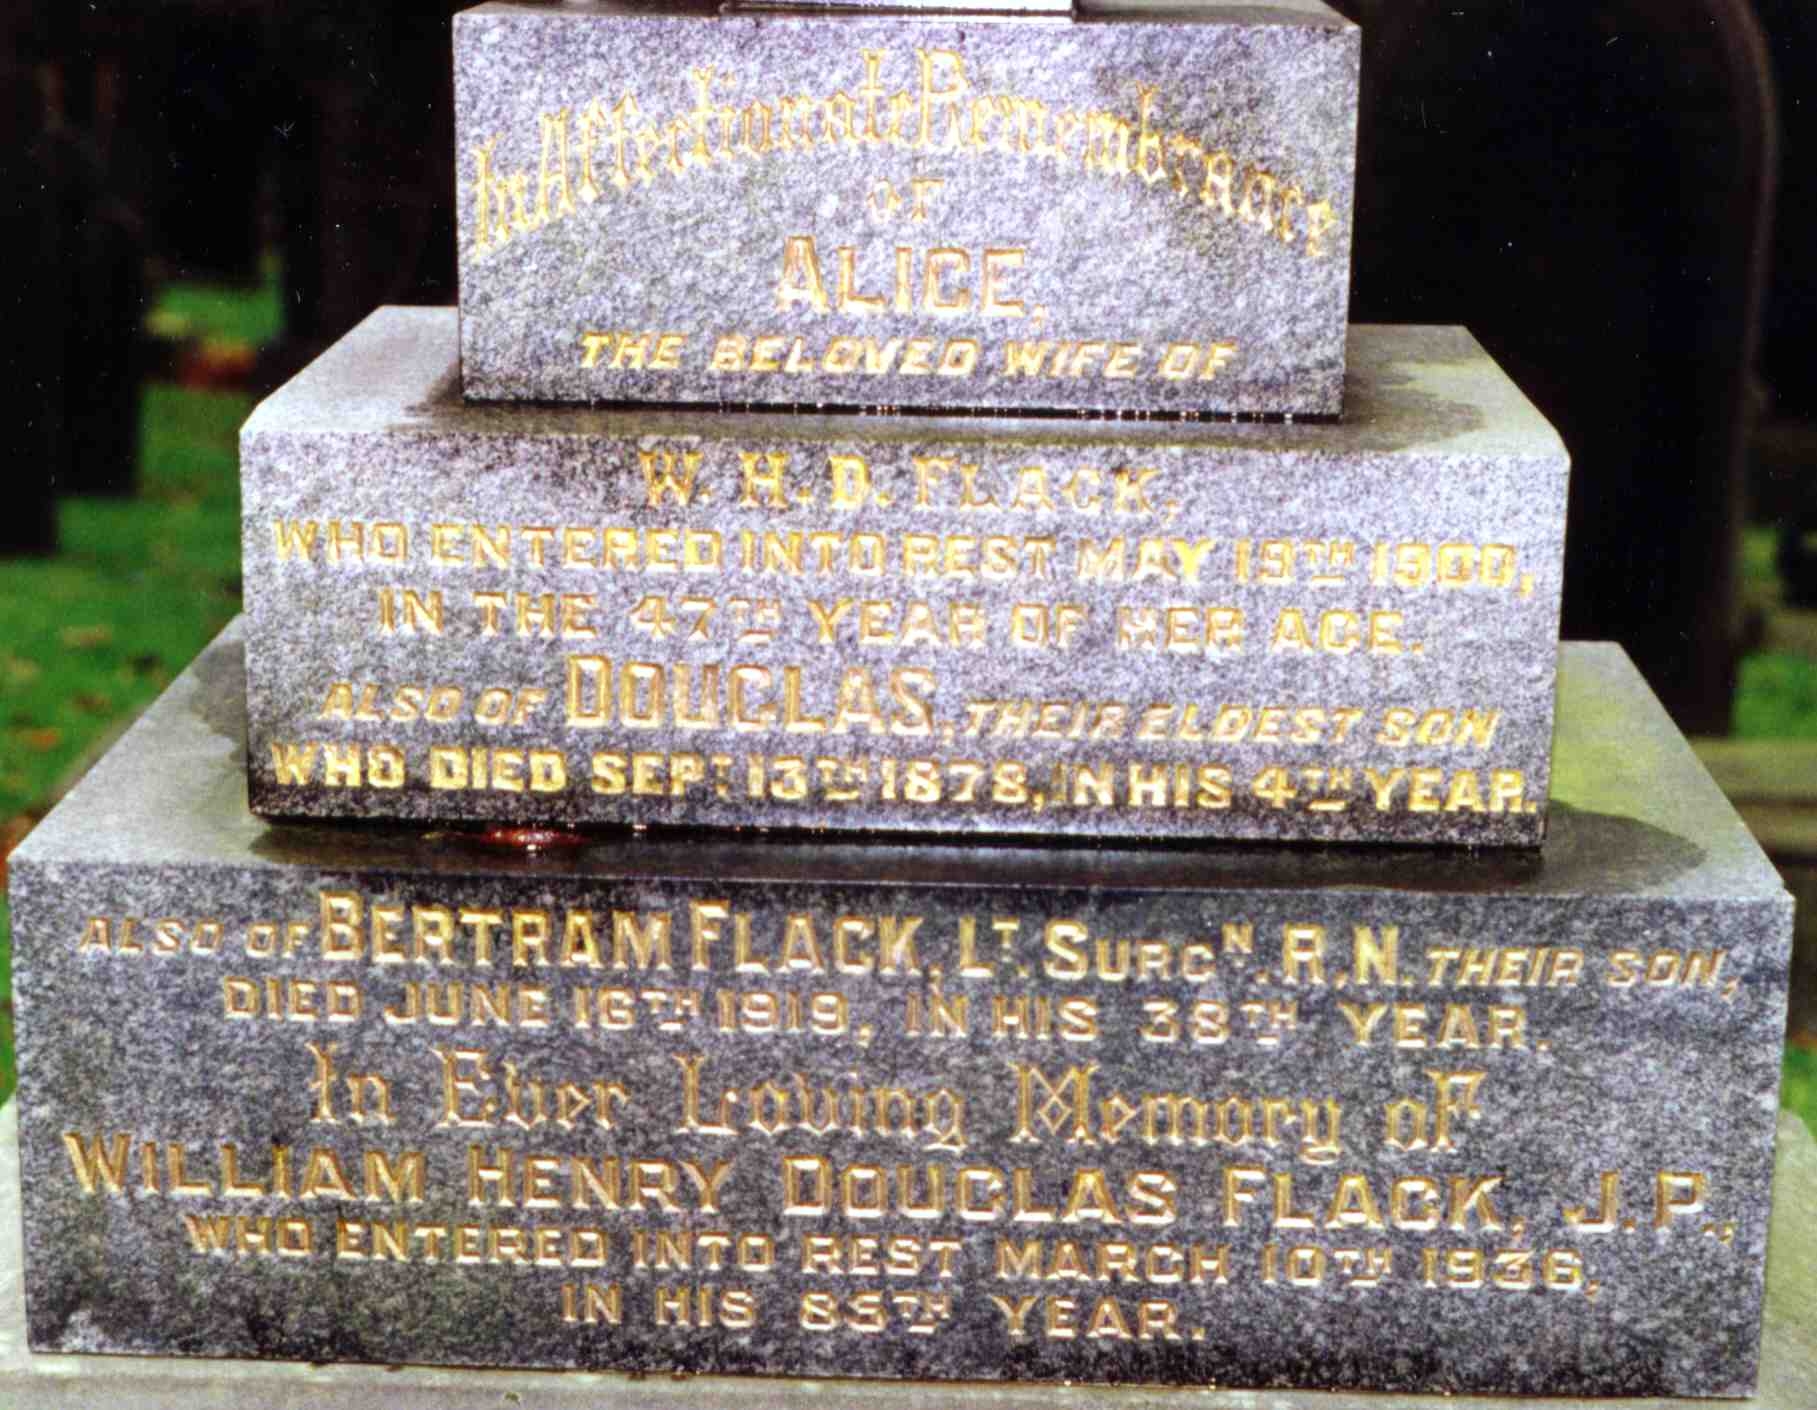 In Affectionate Remembrance
of
ALICE,
THE BELOVED WIFE OF
W. H. D. FLACK,
WHO ENTERED INTO REST MAY 19TH 1900,
IN THE 47TH YEAR OF HER AGE.
ALSO OF DOUGLAS, THEIR ELDEST SON
WHO DIED SEPT. 13TH 1878, IN HIS 4TH YEAR.
ALSO OF BERTRAM FLACK, LT. SURGN. R.N. THEIR SON,
DIED JUNE 16TH 1919, IN HIS 38TH YEAR.
In Ever Loving Memory of
WILLIAM HENRY DOUGLAS FLACK, J.P.,
WHO ENTERED INTO REST MARCH 10TH 1936,
IN HIS 85TH YEAR.